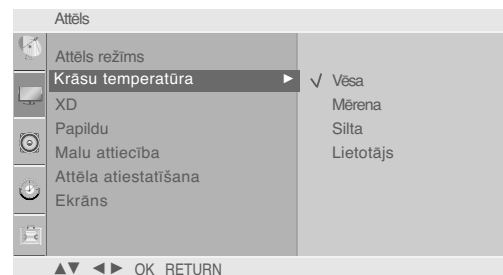 Attēls
Attēls režīms
Krāsu temperatūra ► √ Vēsa
XD Mērena
Papildu Silta
Malu attiecība Lietotājs
Attēla atiestatīšana
Ekrāns
▲▼ ◄► OK RETURN